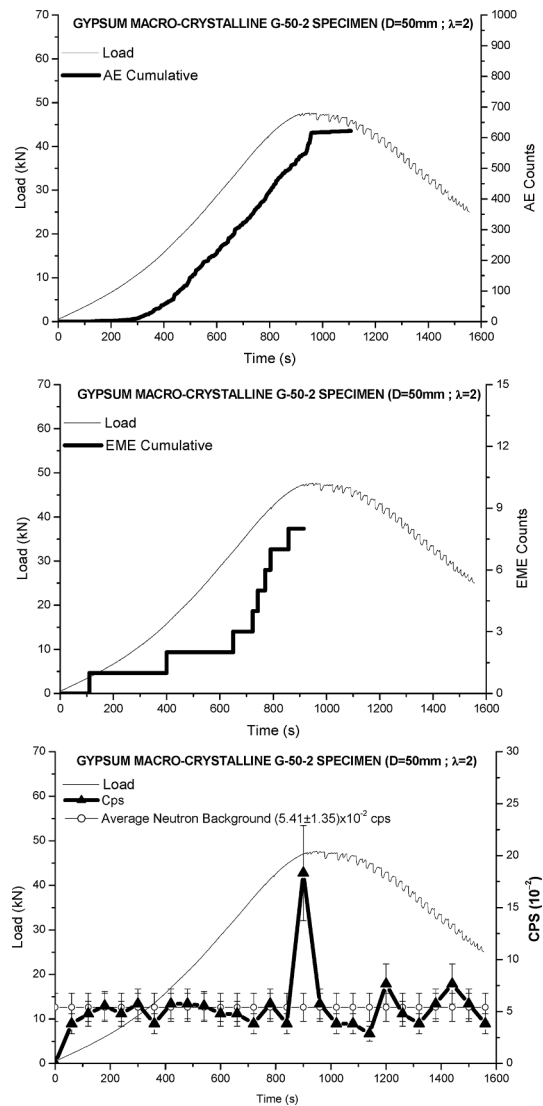 GYPSUM MACRO-CRYSTALLINE G-50-2 SPECIMEN (D=50mm ; λ=2)
Load
AE Cumulative
70
60
50
40
30
20
10
0
Load (kN)
1000
900
800
700
600
500
400
300
200
100
0
AE Counts
0 200 400 600 800 1000 1200 1400 1600
Time (s)
GYPSUM MACRO-CRYSTALLINE G-50-2 SPECIMEN (D=50mm ; λ=2)
Load
EME Cumulative
70
60
50
40
30
20
10
0
Load (kN)
15
12
9
6
3
0
EME Counts
0 200 400 600 800 1000 1200 1400 1600
Time (s)
GYPSUM MACRO-CRYSTALLINE G-50-2 SPECIMEN (D=50mm ; λ=2)
Load
Cps
Average Neutron Background (5.41±1.35)x10⁻² cps
70
60
50
40
30
20
10
0
Load (kN)
30
25
20
15
10
5
0
CPS (10⁻²)
0 200 400 600 800 1000 1200 1400 1600
Time (s)